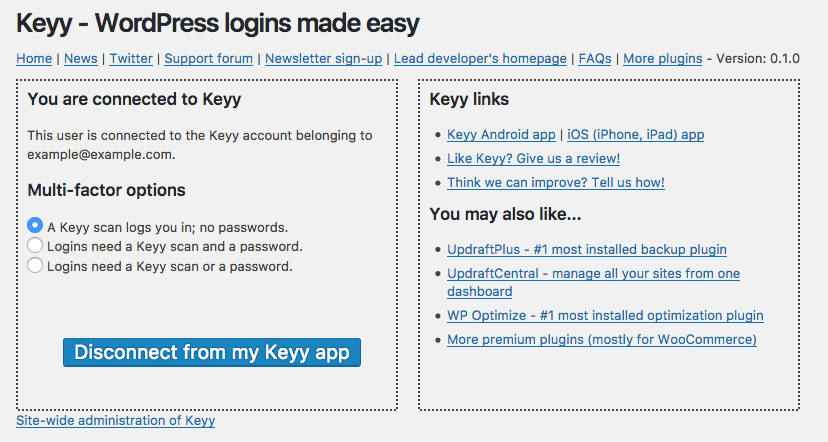 Keyy - WordPress logins made easy
Home | News | Twitter | Support forum | Newsletter sign-up | Lead developer's homepage | FAQs | More plugins - Version: 0.1.0
You are connected to Keyy
This user is connected to the Keyy account belonging to
example@example.com.
Multi-factor options
A Keyy scan logs you in; no passwords.
Logins need a Keyy scan and a password.
Logins need a Keyy scan or a password.
Disconnect from my Keyy app
Keyy links
Keyy Android app | iOS (iPhone, iPad) app
Like Keyy? Give us a review!
Think we can improve? Tell us how!
You may also like...
UpdraftPlus - #1 most installed backup plugin
UpdraftCentral - manage all your sites from one
dashboard
WP Optimize - #1 most installed optimization plugin
More premium plugins (mostly for WooCommerce)
Site-wide administration of Keyy